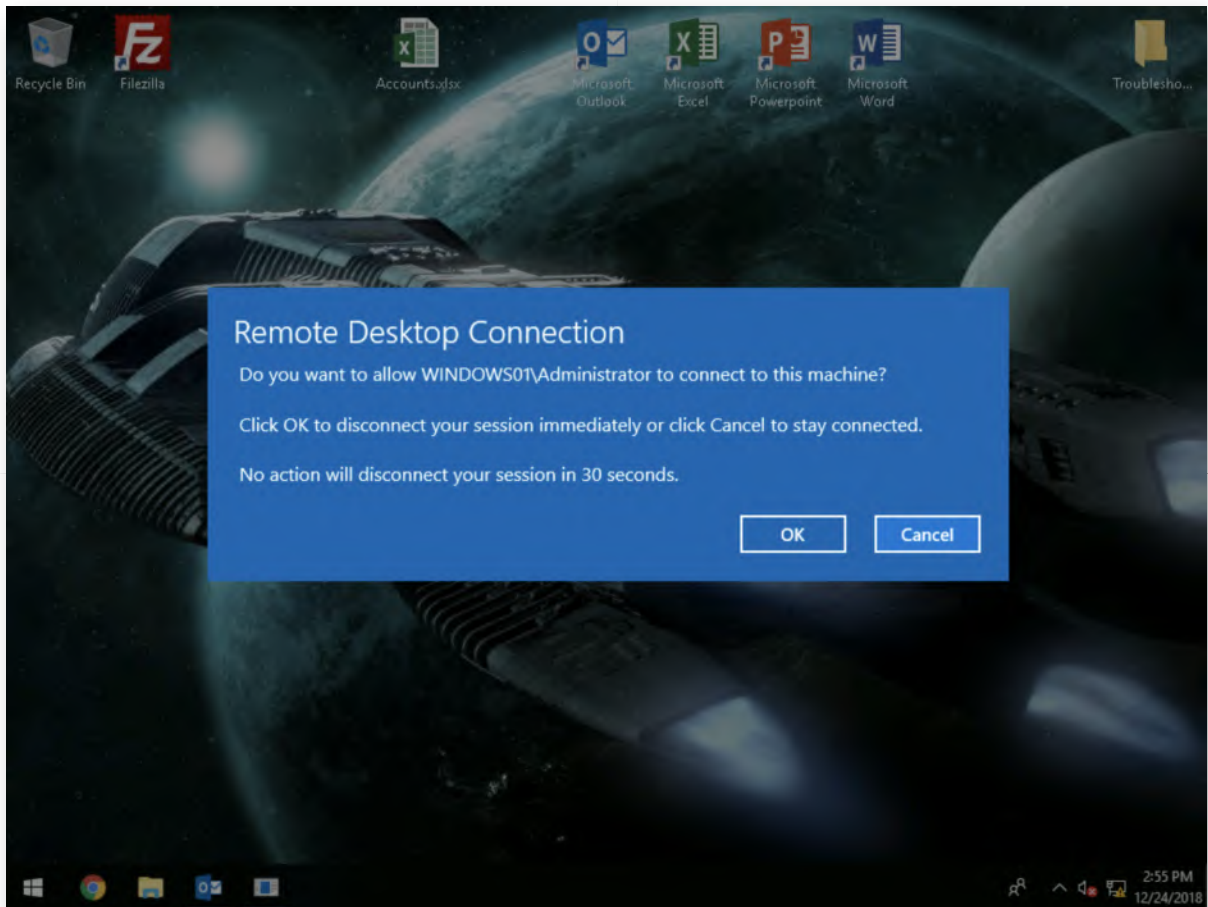 Recycle Bin
Filezilla
Accounts.xlsx
Microsoft Outlook
Microsoft Excel
Microsoft Powerpoint
Microsoft Word
Troublesho...
Remote Desktop Connection
Do you want to allow WINDOWS01\Administrator to connect to this machine?
Click OK to disconnect your session immediately or click Cancel to stay connected.
No action will disconnect your session in 30 seconds.
OK
Cancel
2:55 PM
12/24/2018